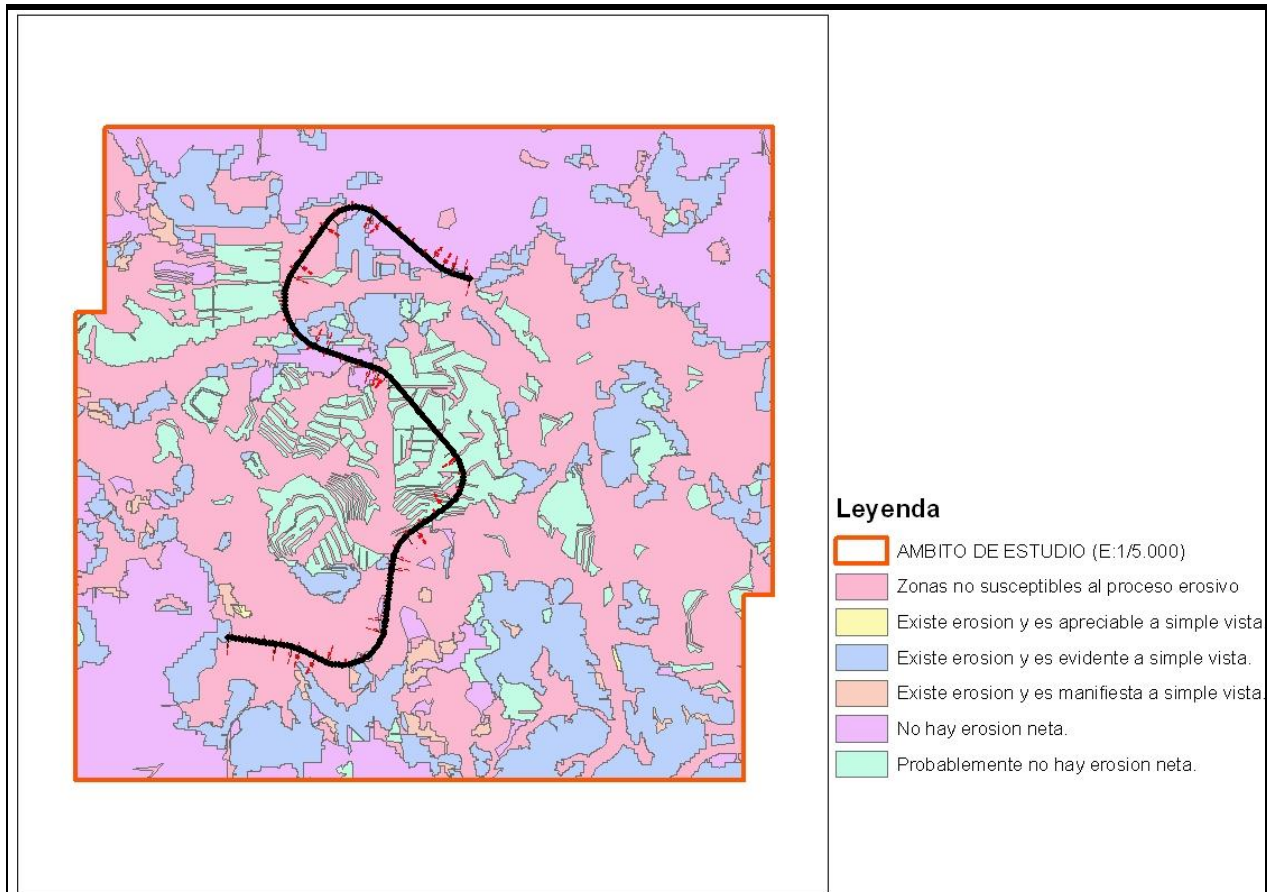 Leyenda
AMBITO DE ESTUDIO (E:1/5.000)
Zonas no susceptibles al proceso erosivo
Existe erosion y es apreciable a simple vista
Existe erosion y es evidente a simple vista.
Existe erosion y es manifiesta a simple vista.
No hay erosion neta.
Probablemente no hay erosion neta.